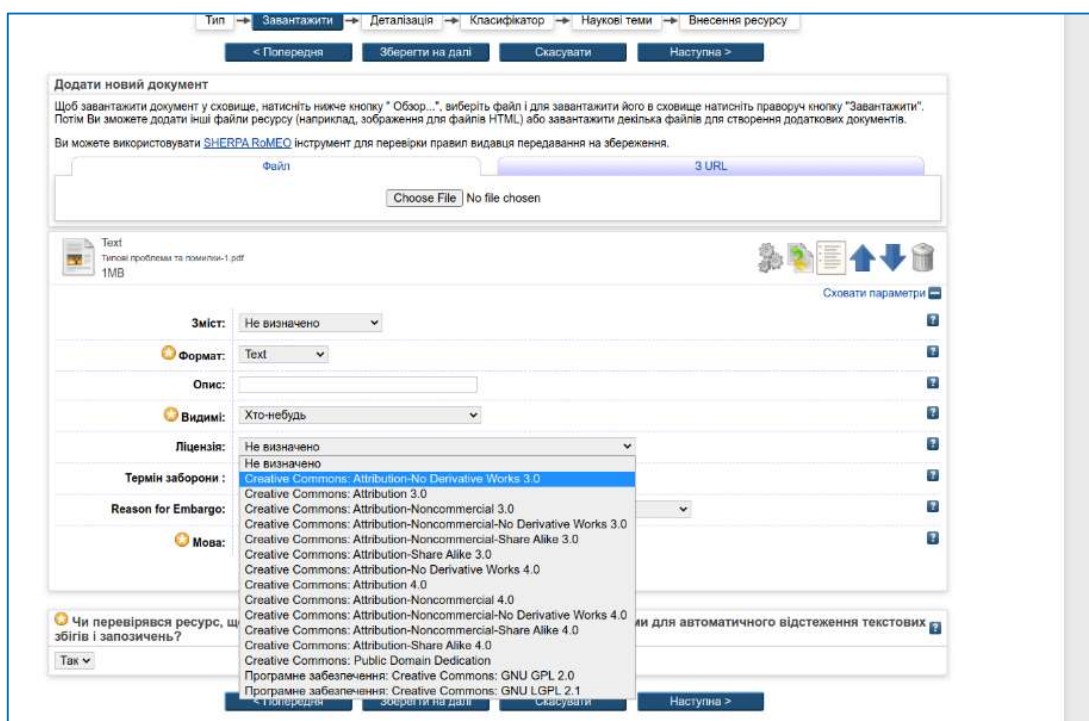 Тип Завантажити Деталізація Класифікатор Наукові теми Внесення ресурсу
< Попередня Зберегти на далі Скасувати Наступна >
Додати новий документ
Щоб завантажити документ у сховище, натисніть нижче кнопку " Обзор...", виберіть файл і для завантажити його в сховище натисніть праворуч кнопку "Завантажити".
Потім Ви зможете додати інші файли ресурсу (наприклад, зображення для файлів HTML) або завантажити декілька файлів для створення додаткових документів.
Ви можете використовувати SHERPA RoMEO інструмент для перевірки правил видавця передавання на збереження.
Файл З URL
Choose File No file chosen
Text
Типові проблеми та помилки-1.pdf
1MB
Сховати параметри
Зміст: Не визначено
Формат: Text
Опис:
Видимі: Хто-небудь
Ліцензія: Не визначено
Не визначено
Термін заборони : Creative Commons: Attribution-No Derivative Works 3.0
Creative Commons: Attribution 3.0
Reason for Embargo: Creative Commons: Attribution-Noncommercial 3.0
Creative Commons: Attribution-Noncommercial-No Derivative Works 3.0
Мова: Creative Commons: Attribution-Noncommercial-Share Alike 3.0
Creative Commons: Attribution-Share Alike 3.0
Creative Commons: Attribution-No Derivative Works 4.0
Creative Commons: Attribution 4.0
Creative Commons: Attribution-Noncommercial 4.0
Creative Commons: Attribution-Noncommercial-No Derivative Works 4.0
Чи перевірявся ресурс, Creative Commons: Attribution-Noncommercial-Share Alike 4.0 для автоматичного відстеження текстових
збігів і запозичень? Creative Commons: Attribution-Share Alike 4.0
Так Creative Commons: Public Domain Dedication
Програмне забезпечення: Creative Commons: GNU GPL 2.0
Програмне забезпечення: Creative Commons: GNU LGPL 2.1
< Попередня Зберегти на далі Скасувати Наступна >